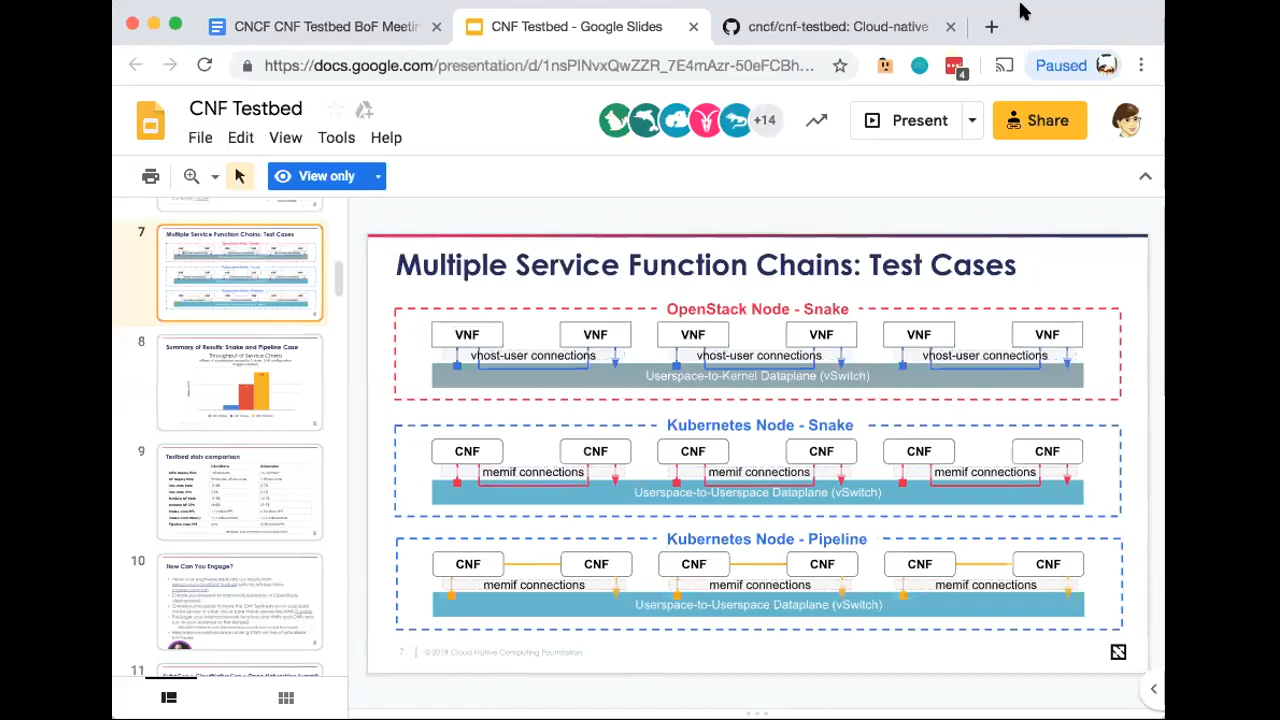 CNCF CNF Testbed BoF Meetin
CNF Testbed - Google Slides
cncf/cnf-testbed: Cloud-native
https://docs.google.com/presentation/d/1nsPlNvxQwZZR_7E4mAzr-50eFCBh...
4
Paused
CNF Testbed
+14
Present
Share
File Edit View Tools Help
View only
7
Multiple Service Function Chains: Test Cases
8
Summary of Results: Snake and Pipeline Case
Throughput of Service Chains
9
Testbed stats comparison
10
How Can You Engage?
11
Multiple Service Function Chains: Test Cases
OpenStack Node - Snake
VNF VNF VNF VNF VNF VNF
vhost-user connections vhost-user connections vhost-user connections
Userspace-to-Kernel Dataplane (vSwitch)
Kubernetes Node - Snake
CNF CNF CNF CNF CNF CNF
memif connections memif connections memif connections
Userspace-to-Userspace Dataplane (vSwitch)
Kubernetes Node - Pipeline
CNF CNF CNF CNF CNF CNF
memif connections memif connections memif connections
Userspace-to-Userspace Dataplane (vSwitch)
7 | ©2019 Cloud Native Computing Foundation